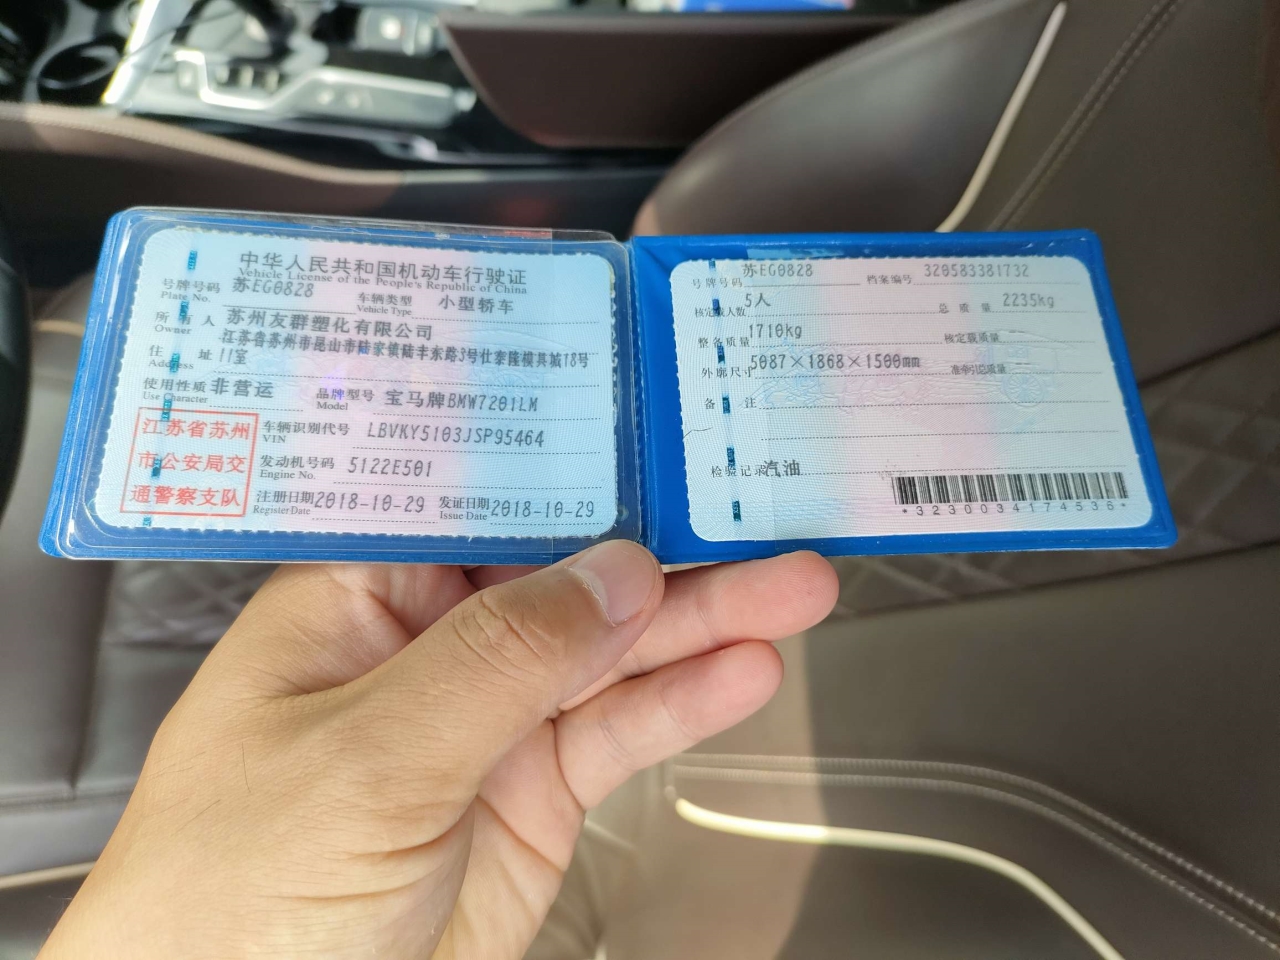 中华人民共和国机动车行驶证
Vehicle License of the People's Republic of China
号牌号码 苏EG0828 车辆类型 小型轿车
Plate No. Vehicle Type
所有人 苏州友群塑化有限公司
Owner
住址 江苏省苏州市昆山市陆家镇陆丰东路3号仕泰隆模具城18号
Address 11室
使用性质 非营运 品牌型号 宝马牌BMW7201LM
Use Character Model
江苏省苏州
市公安局交
通警察支队
车辆识别代号 LBVKY5103JSP95464
VIN
发动机号码 5122E501
Engine No.
注册日期 2018-10-29 发证日期 2018-10-29
Register Date Issue Date
号牌号码 苏EG0828 档案编号 320583381732
核定载人数 5人 总质量 2235kg
整备质量 1710kg 核定载质量
外廓尺寸 5087×1868×1500mm 准牵引总质量
备注
检验记录 汽油
*3230034174536*